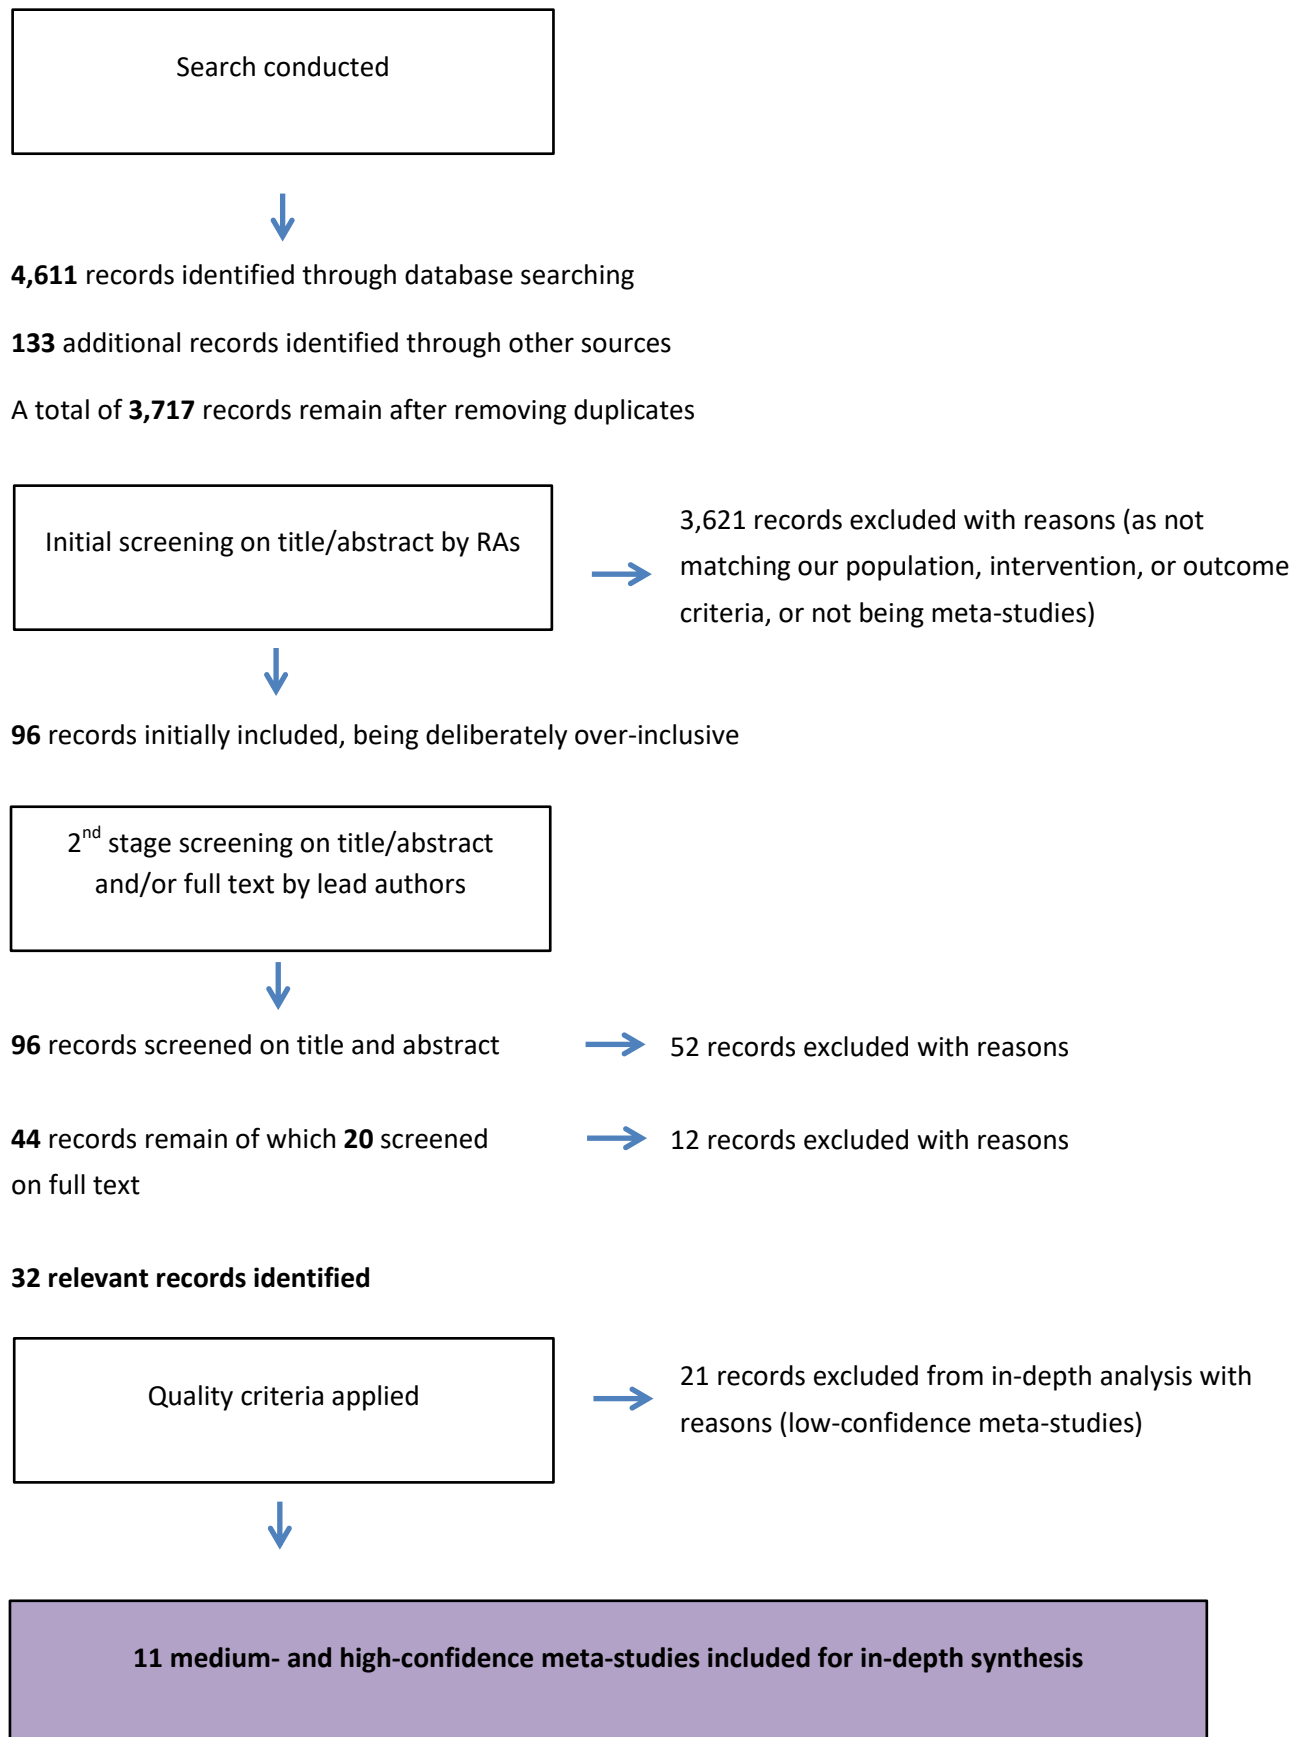 Search conducted
4,611 records identified through database searching
133 additional records identified through other sources
A total of 3,717 records remain after removing duplicates
Initial screening on title/abstract by RAs
3,621 records excluded with reasons (as not
matching our population, intervention, or outcome
criteria, or not being meta-studies)
96 records initially included, being deliberately over-inclusive
2nd stage screening on title/abstract
and/or full text by lead authors
96 records screened on title and abstract
52 records excluded with reasons
44 records remain of which 20 screened
on full text
12 records excluded with reasons
32 relevant records identified
Quality criteria applied
21 records excluded from in-depth analysis with
reasons (low-confidence meta-studies)
11 medium- and high-confidence meta-studies included for in-depth synthesis